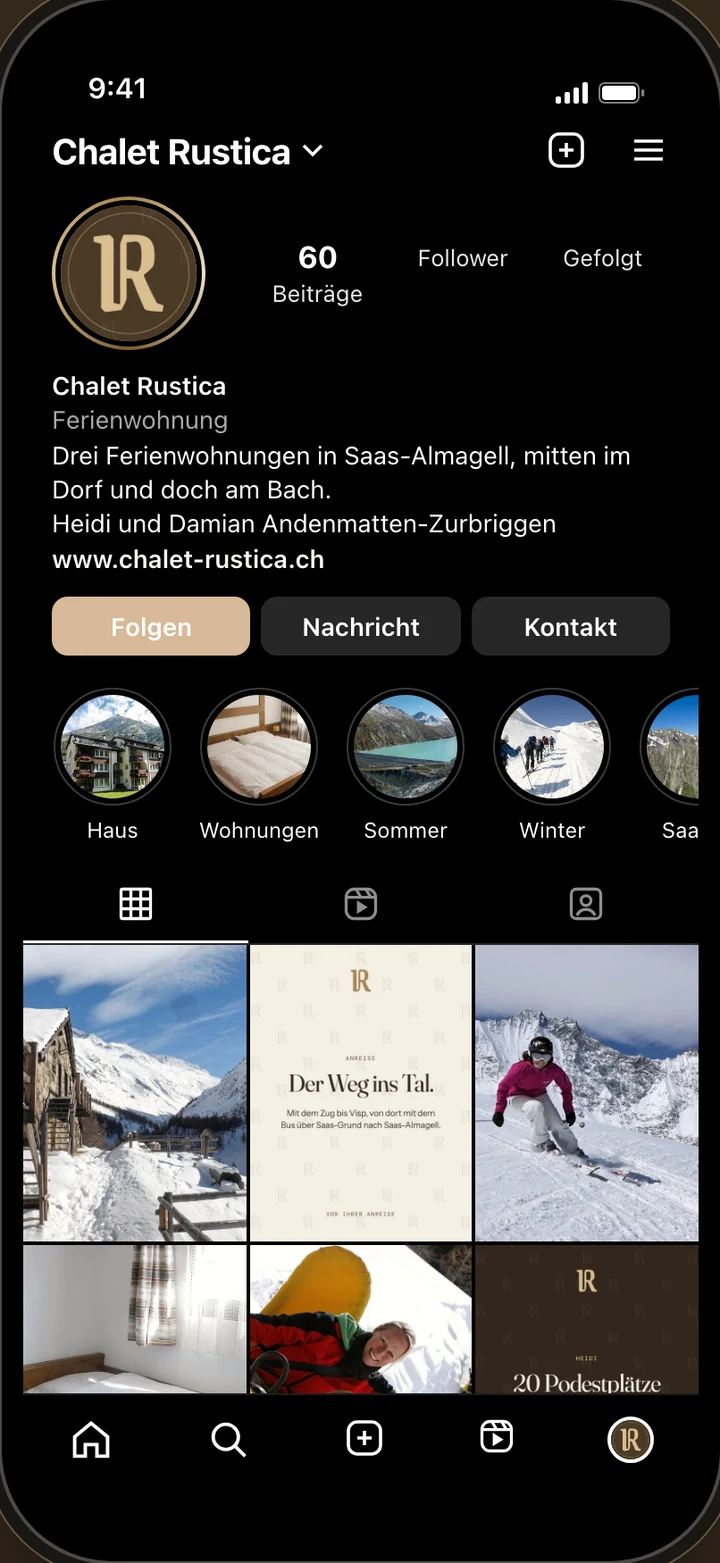 9:41
Chalet Rustica
60
Beiträge
Follower
Gefolgt
Chalet Rustica
Ferienwohnung
Drei Ferienwohnungen in Saas-Almagell, mitten im
Dorf und doch am Bach.
Heidi und Damian Andenmatten-Zurbriggen
www.chalet-rustica.ch
Folgen
Nachricht
Kontakt
Haus
Wohnungen
Sommer
Winter
Saa
ANREISE
Der Weg ins Tal.
Mit dem Zug bis Visp, von dort mit dem
Bus über Saas-Grund nach Saas-Almagell.
VOR IHRER ANREISE
HEIDI
20 Podestplätze